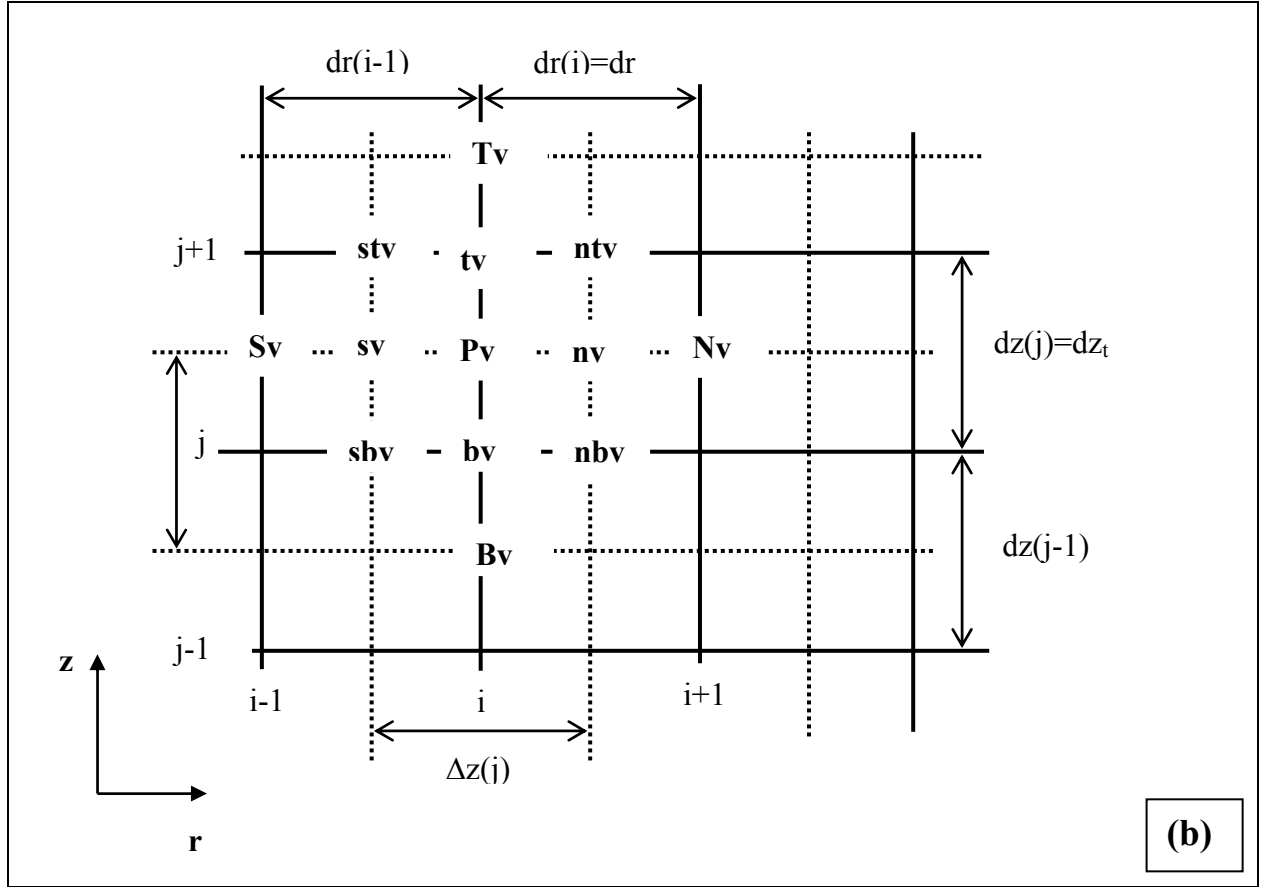 dr(i-1) dr(i)=dr
Tv
j+1 stv tv ntv
Sv sv Pv nv Nv dz(j)=dzₜ
j sbv bv nbv
Bv dz(j-1)
j-1
z
i-1 i i+1
Δz(j)
r
(b)